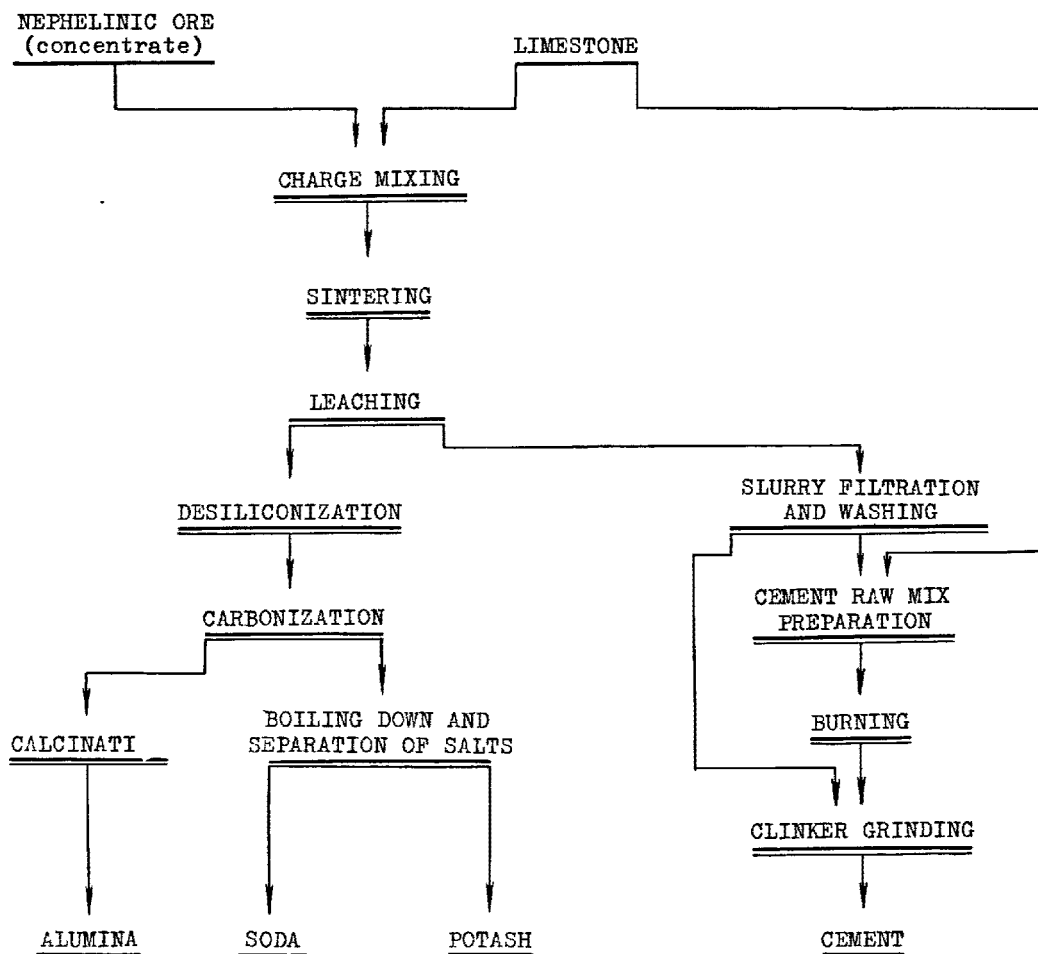 NEPHELINIC ORE
(concentrate)
LIMESTONE
CHARGE MIXING
SINTERING
LEACHING
DESILICONIZATION
SLURRY FILTRATION
AND WASHING
CARBONIZATION
CEMENT RAW MIX
PREPARATION
CALCINATI
BOILING DOWN AND
SEPARATION OF SALTS
BURNING
CLINKER GRINDING
ALUMINA
SODA
POTASH
CEMENT